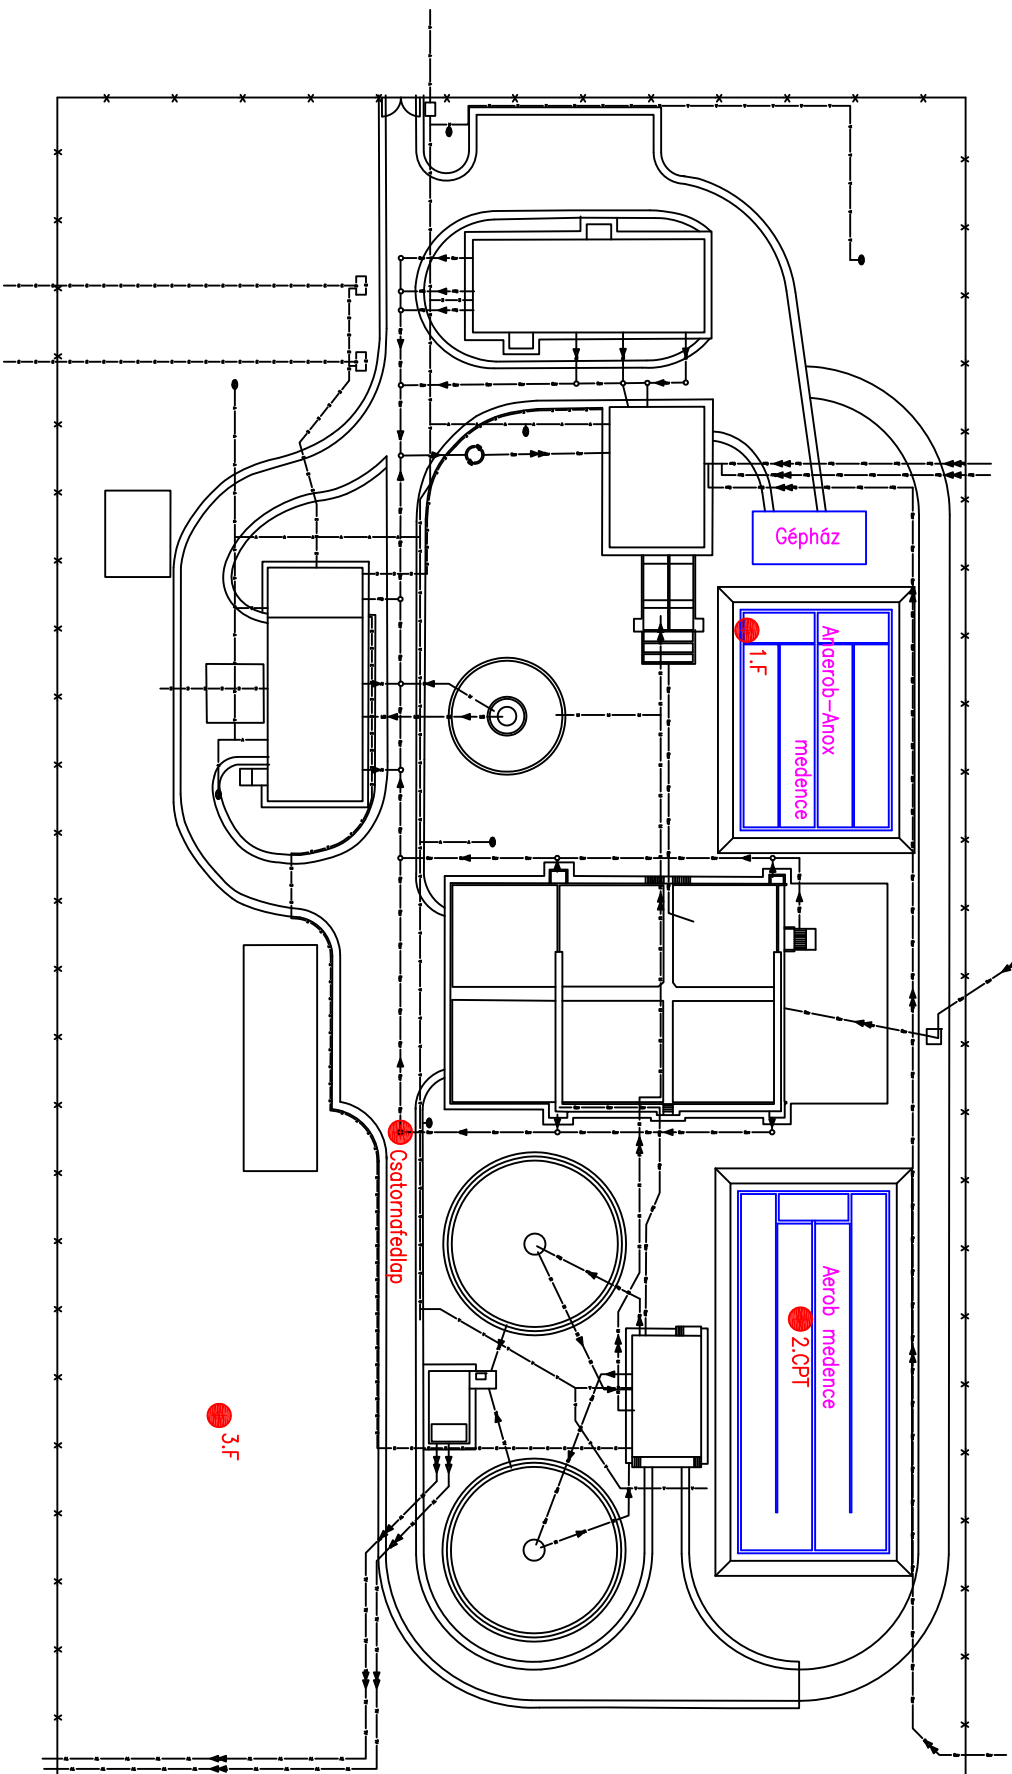 Gépház
1.F
Anaerob-Anox
medence
Csatornafedlap
Aerob medence
2.CPT
3.F